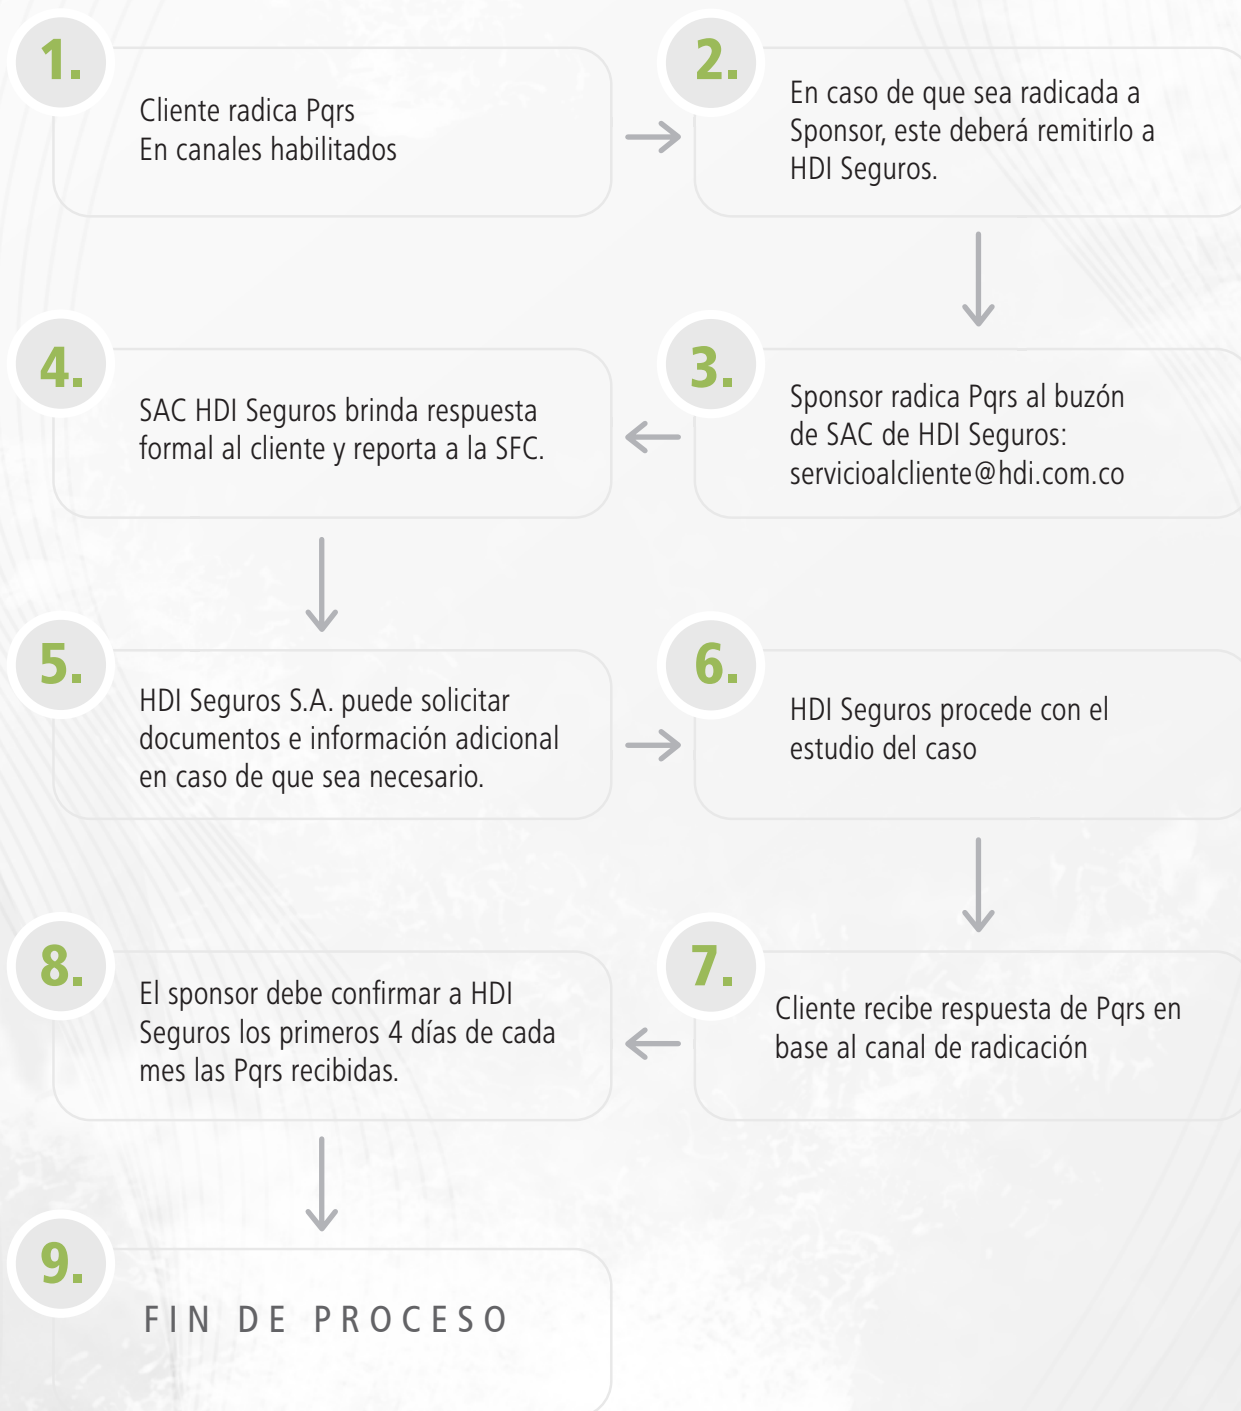 1.
Cliente radica Pqrs
En canales habilitados
2.
En caso de que sea radicada a
Sponsor, este deberá remitirlo a
HDI Seguros.
3.
Sponsor radica Pqrs al buzón
de SAC de HDI Seguros:
servicioalcliente@hdi.com.co
4.
SAC HDI Seguros brinda respuesta
formal al cliente y reporta a la SFC.
5.
HDI Seguros S.A. puede solicitar
documentos e información adicional
en caso de que sea necesario.
6.
HDI Seguros procede con el
estudio del caso
7.
Cliente recibe respuesta de Pqrs en
base al canal de radicación
8.
El sponsor debe confirmar a HDI
Seguros los primeros 4 días de cada
mes las Pqrs recibidas.
9.
FIN DE PROCESO